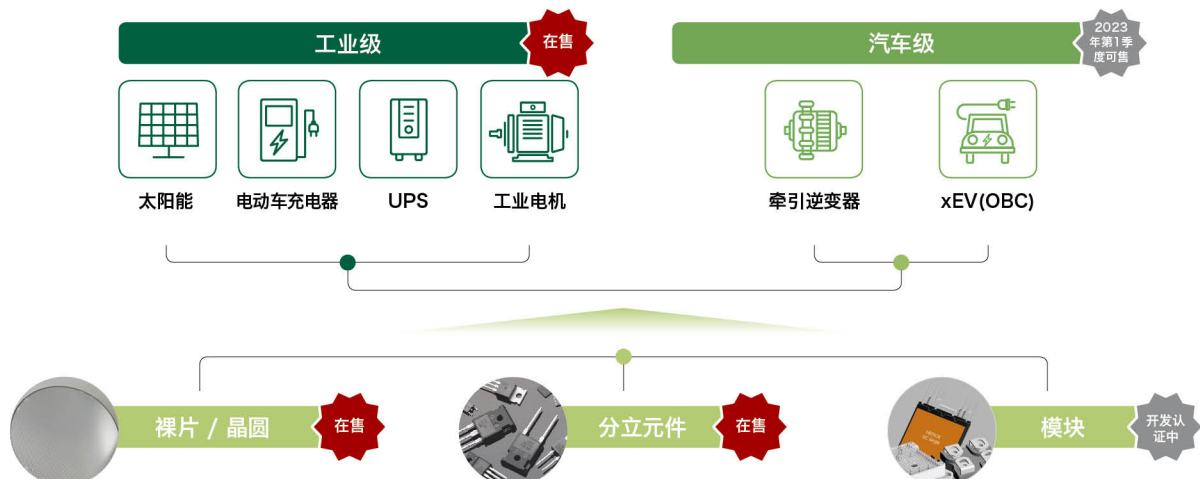 工业级
在售
汽车级
2023
年第1季
度可售
太阳能
电动车充电器
UPS
工业电机
牵引逆变器
xEV(OBC)
裸片 / 晶圆
在售
分立元件
在售
模块
开发认
证中